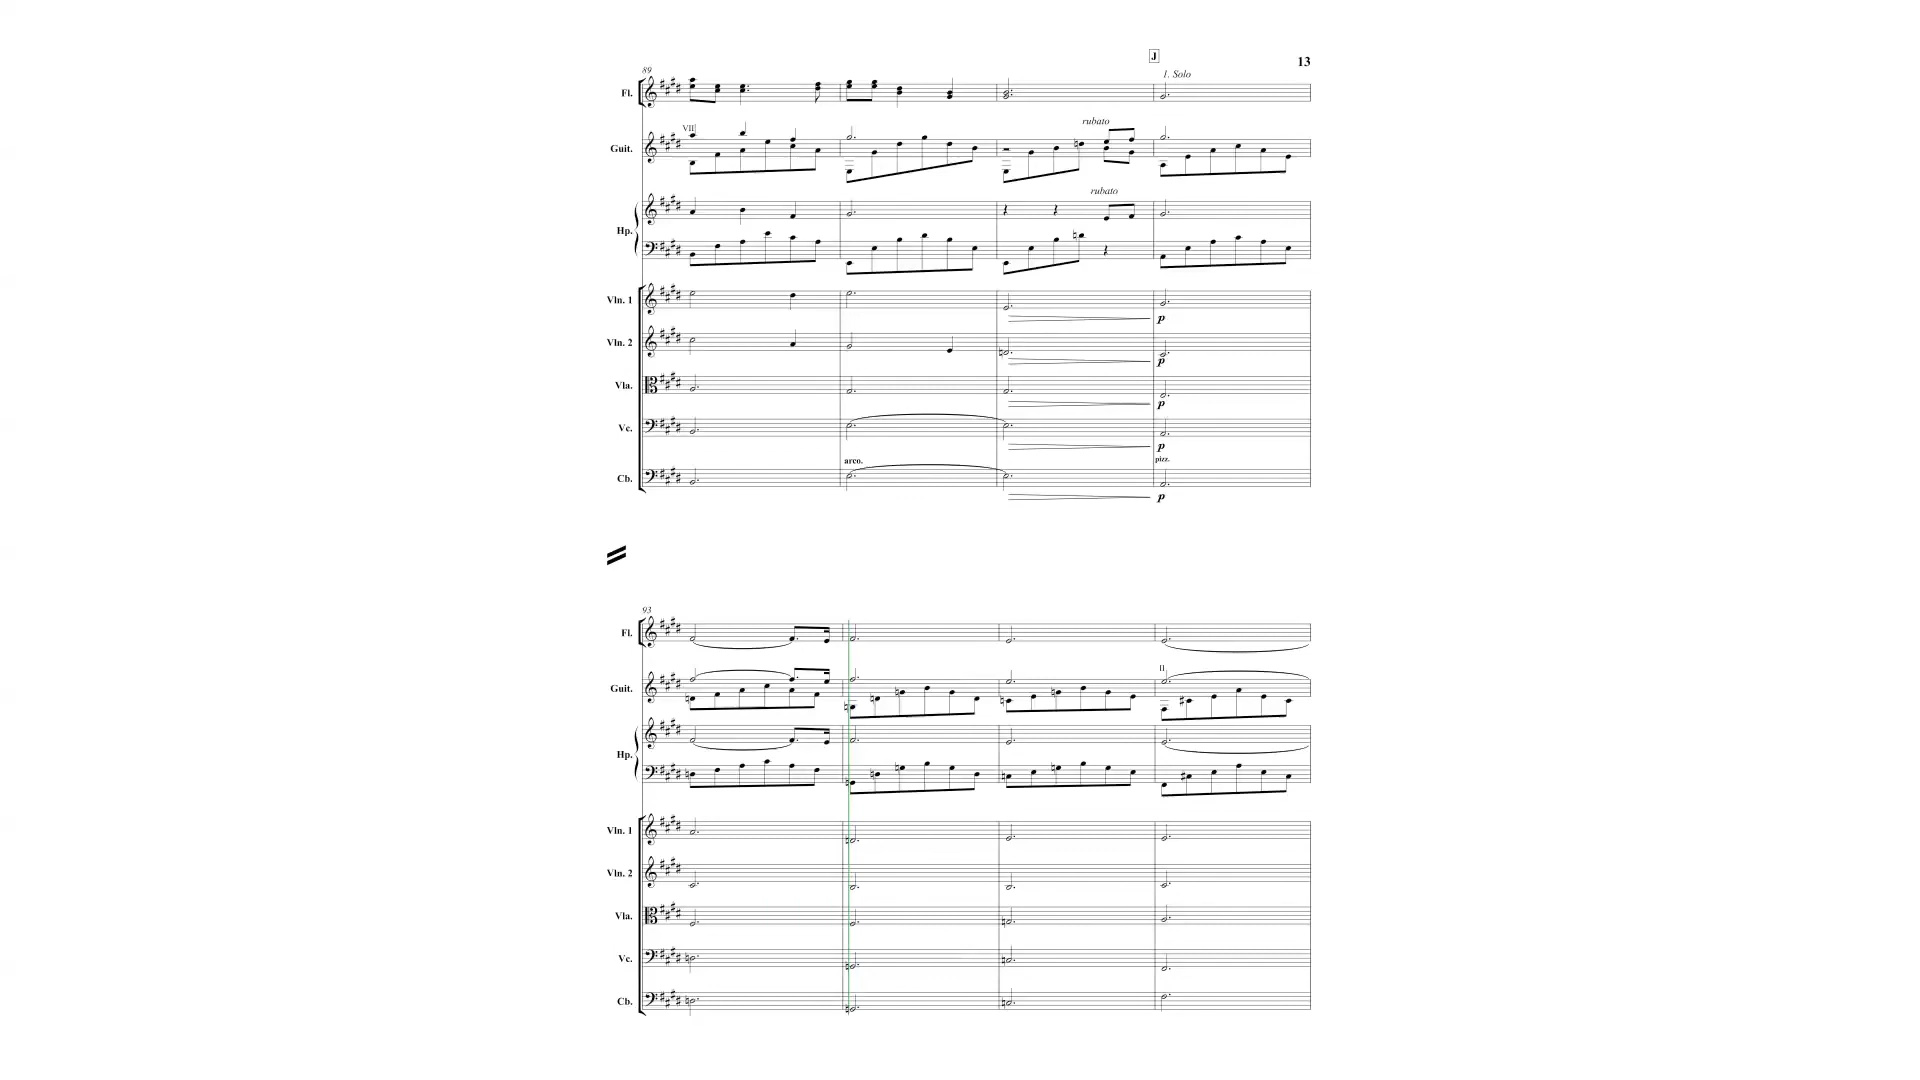 J
13
89
1. Solo
Fl.
VII
rubato
Guit.
rubato
Hp.
Vln. 1
p
Vln. 2
p
Vla.
p
Vc.
p
arco.
pizz.
Cb.
p
93
Fl.
II
Guit.
Hp.
Vln. 1
Vln. 2
Vla.
Vc.
Cb.